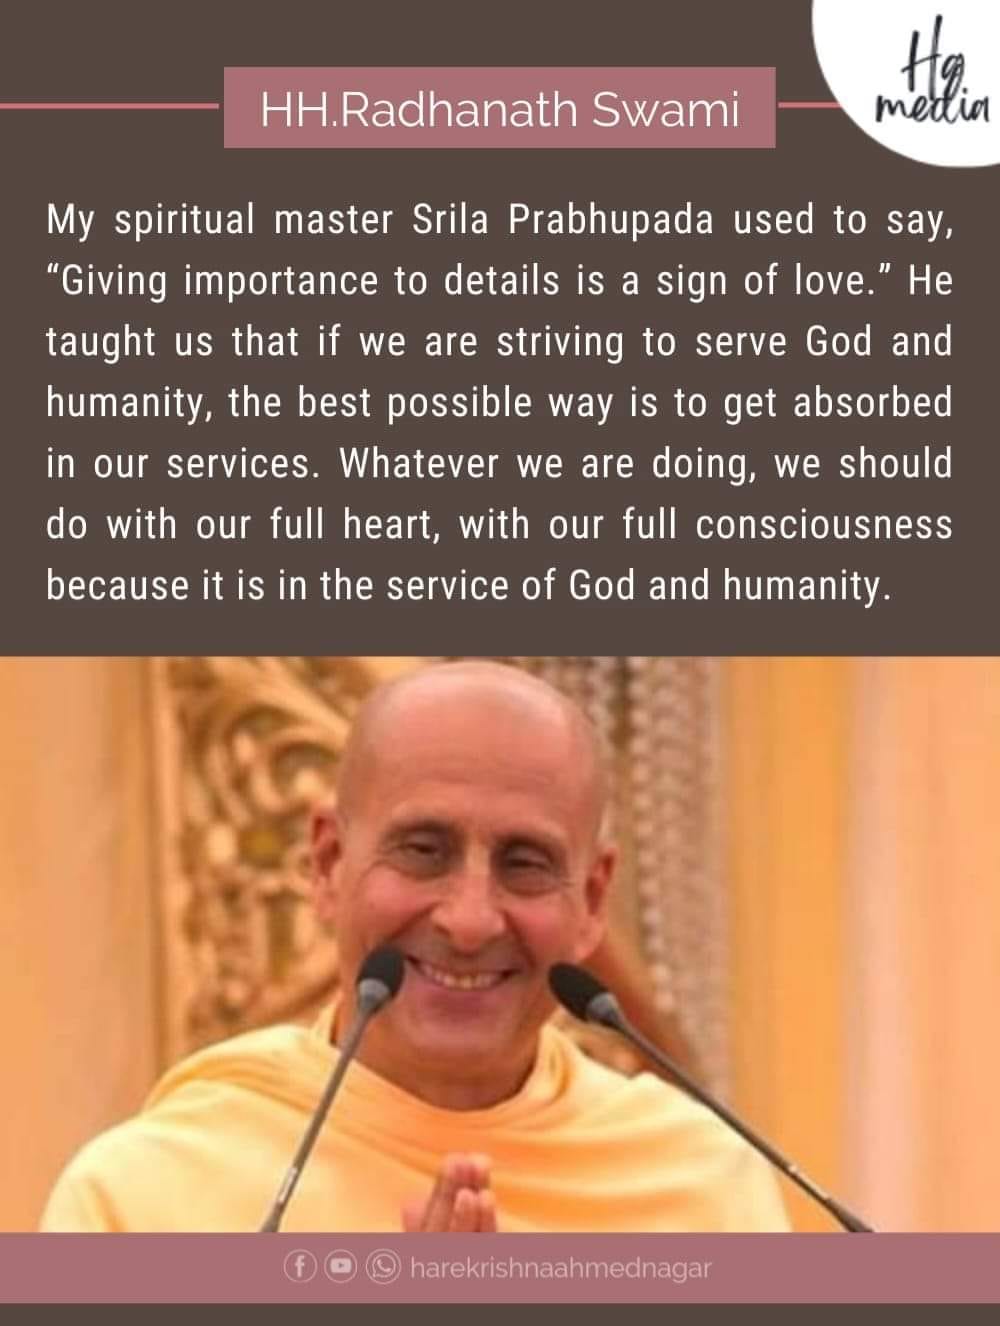 HH.Radhanath Swami
Ha
media
My spiritual master Srila Prabhupada used to say,
“Giving importance to details is a sign of love.” He
taught us that if we are striving to serve God and
humanity, the best possible way is to get absorbed
in our services. Whatever we are doing, we should
do with our full heart, with our full consciousness
because it is in the service of God and humanity.
harekrishnaahmednagar